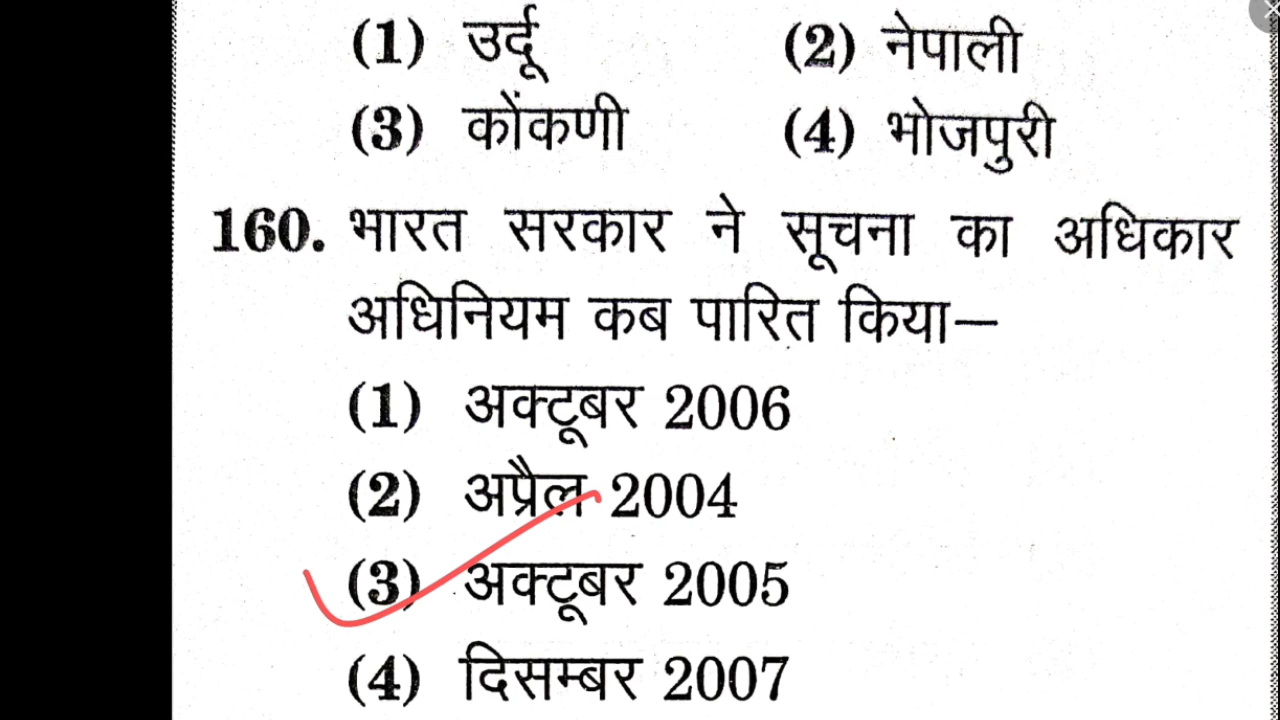 (1) उर्दू (2) नेपाली
(3) कोंकणी (4) भोजपुरी
160. भारत सरकार ने सूचना का अधिकार
अधिनियम कब पारित किया–
(1) अक्टूबर 2006
(2) अप्रैल 2004
(3) अक्टूबर 2005
(4) दिसम्बर 2007